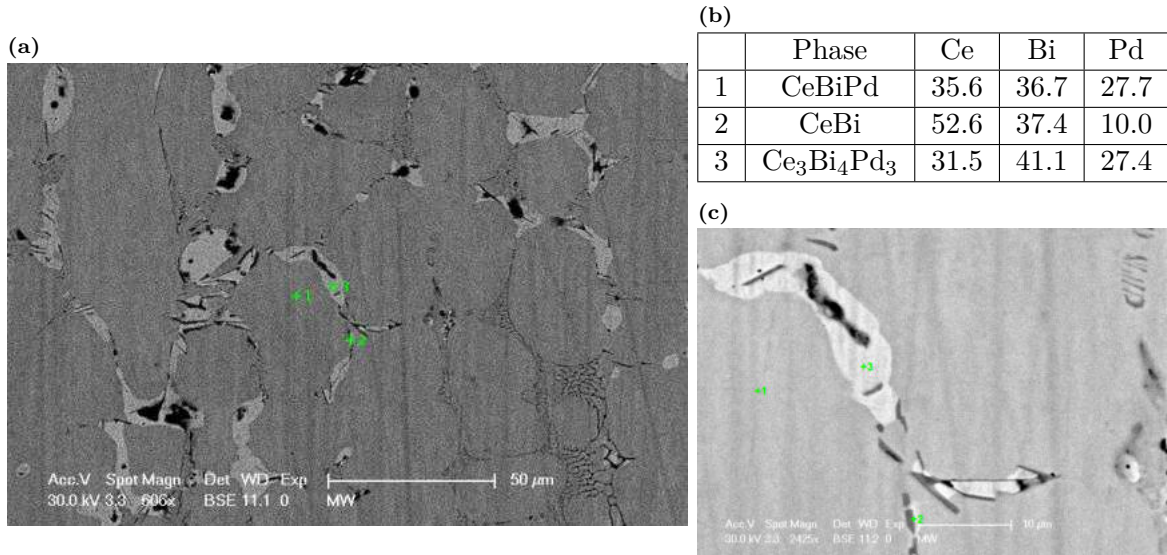 (a)
+1
+3
+2
Acc.V Spot Magn Det WD Exp 50 µm
30.0 kV 3.3 606x BSE 11.1 0 MW
(b)
Phase Ce Bi Pd
1 CeBiPd 35.6 36.7 27.7
2 CeBi 52.6 37.4 10.0
3 Ce₃Bi₄Pd₃ 31.5 41.1 27.4
(c)
+3
+1
+2
Acc.V Spot Magn Det WD Exp 10 µm
30.0 kV 3.3 2425x BSE 11.2 0 MW